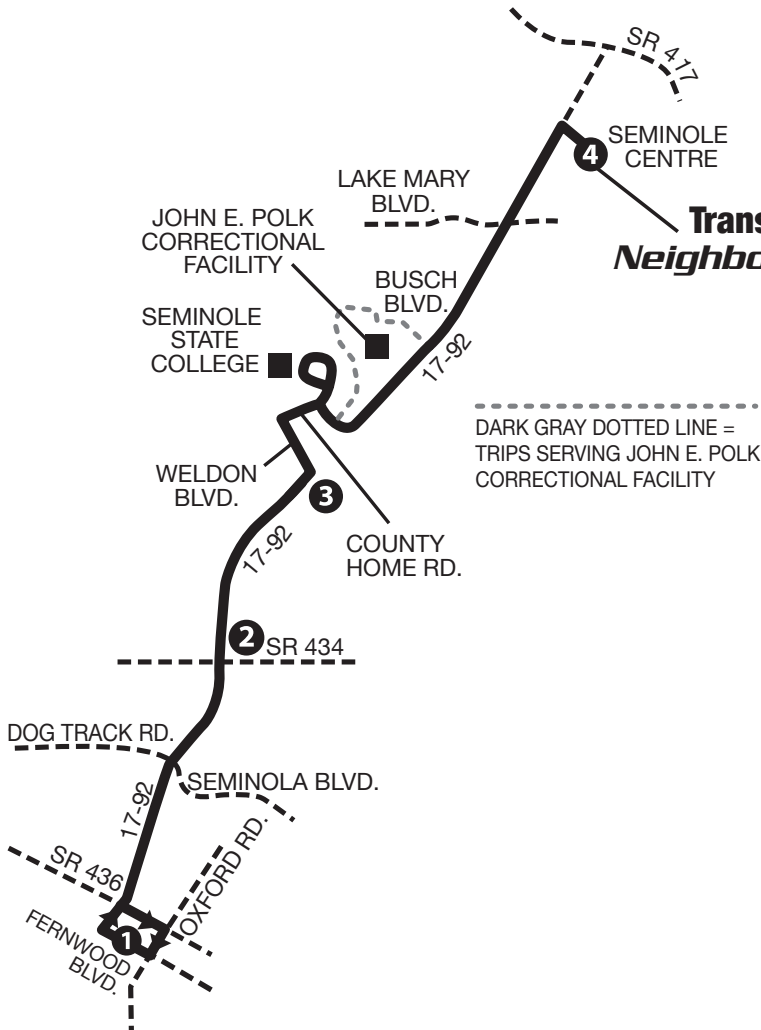 SR 417
4
SEMINOLE
CENTRE
LAKE MARY
BLVD.
Trans
Neighbo
JOHN E. POLK
CORRECTIONAL
FACILITY
BUSCH
BLVD.
SEMINOLE
STATE
COLLEGE
17-92
DARK GRAY DOTTED LINE =
TRIPS SERVING JOHN E. POLK
CORRECTIONAL FACILITY
WELDON
BLVD.
3
17-92
COUNTY
HOME RD.
2
SR 434
DOG TRACK RD.
SEMINOLA BLVD.
17-92
OXFORD RD.
SR 436
1
FERNWOOD
BLVD.